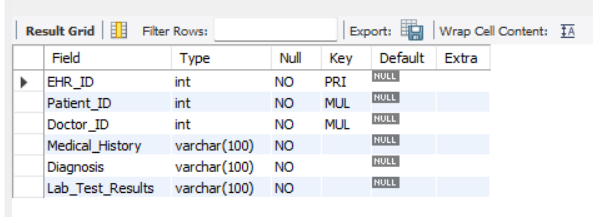 Result Grid Filter Rows: Export: Wrap Cell Content: IA
Field Type Null Key Default Extra
EHR_ID int NO PRI NULL
Patient_ID int NO MUL NULL
Doctor_ID int NO MUL NULL
Medical_History varchar(100) NO NULL
Diagnosis varchar(100) NO NULL
Lab_Test_Results varchar(100) NO NULL